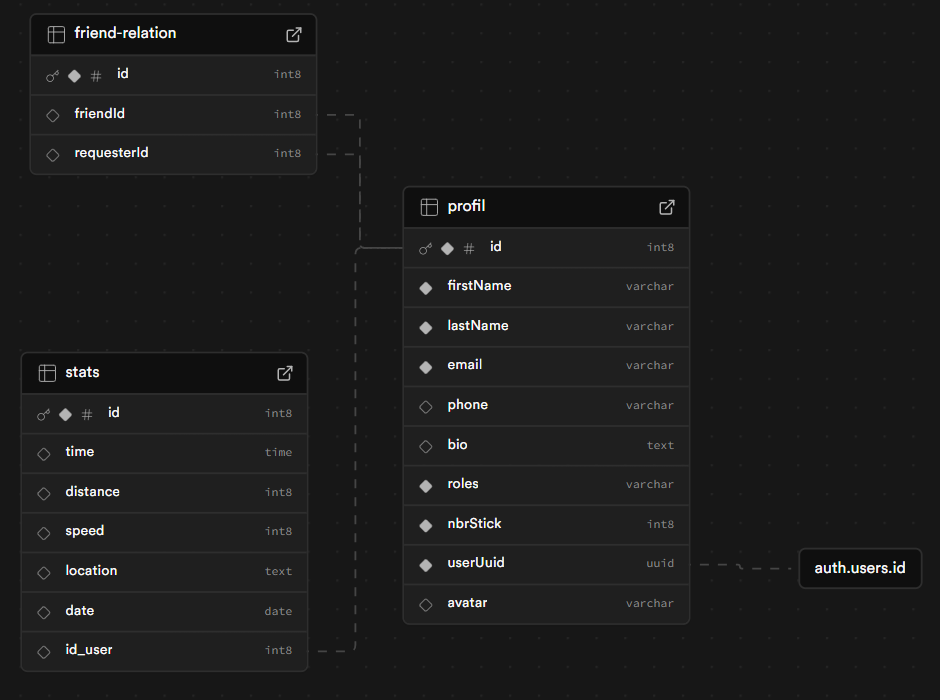 friend-relation
# id int8
friendId int8
requesterId int8
profil
# id int8
firstName varchar
lastName varchar
email varchar
phone varchar
bio text
roles varchar
nbrStick int8
userUuid uuid
avatar varchar
stats
# id int8
time time
distance int8
speed int8
location text
date date
id_user int8
auth.users.id